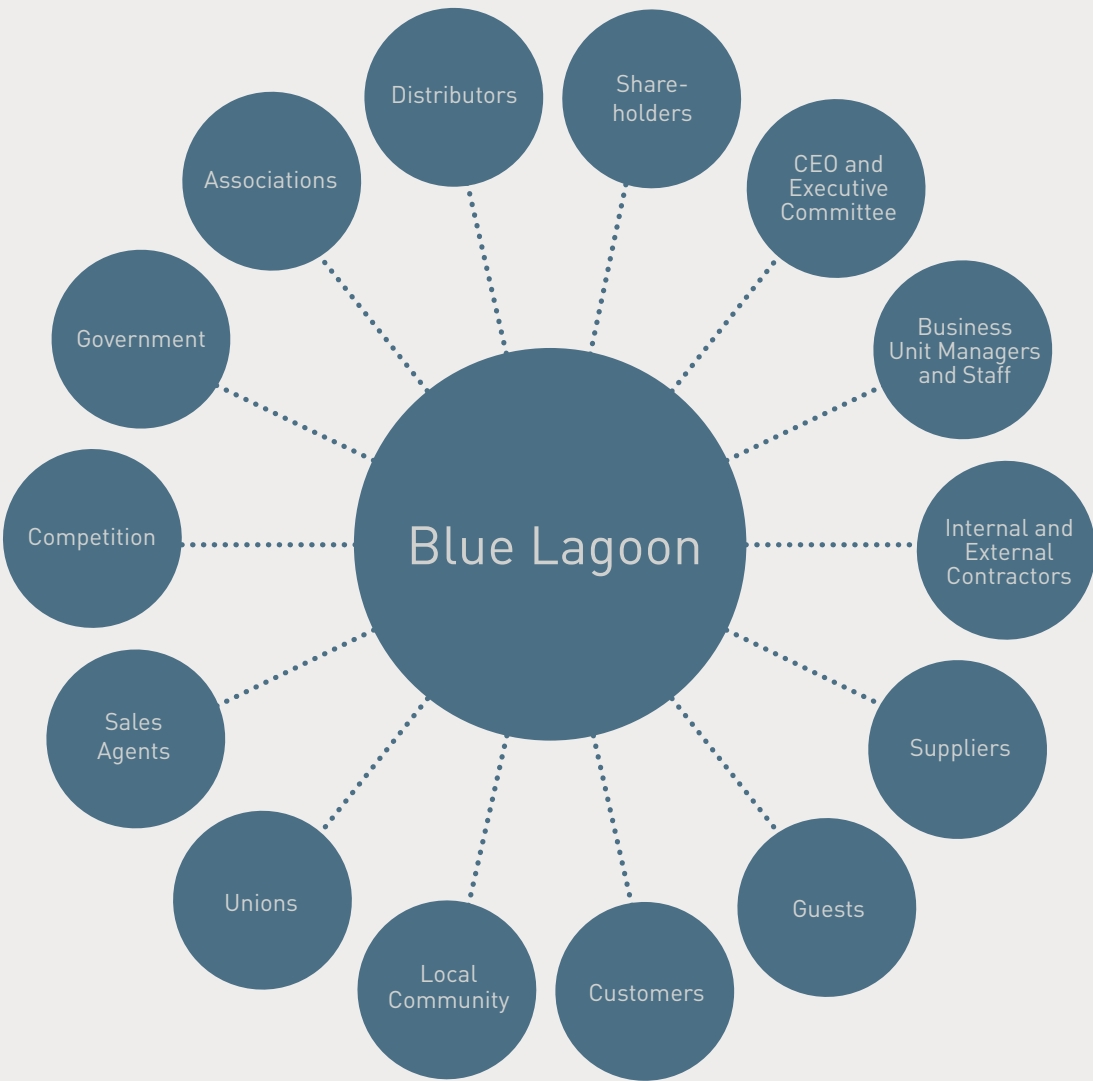 Distributors
Share-
holders
CEO and
Executive
Committee
Business
Unit Managers
and Staff
Internal and
External
Contractors
Suppliers
Guests
Customers
Local
Community
Unions
Sales
Agents
Competition
Government
Associations
Blue Lagoon